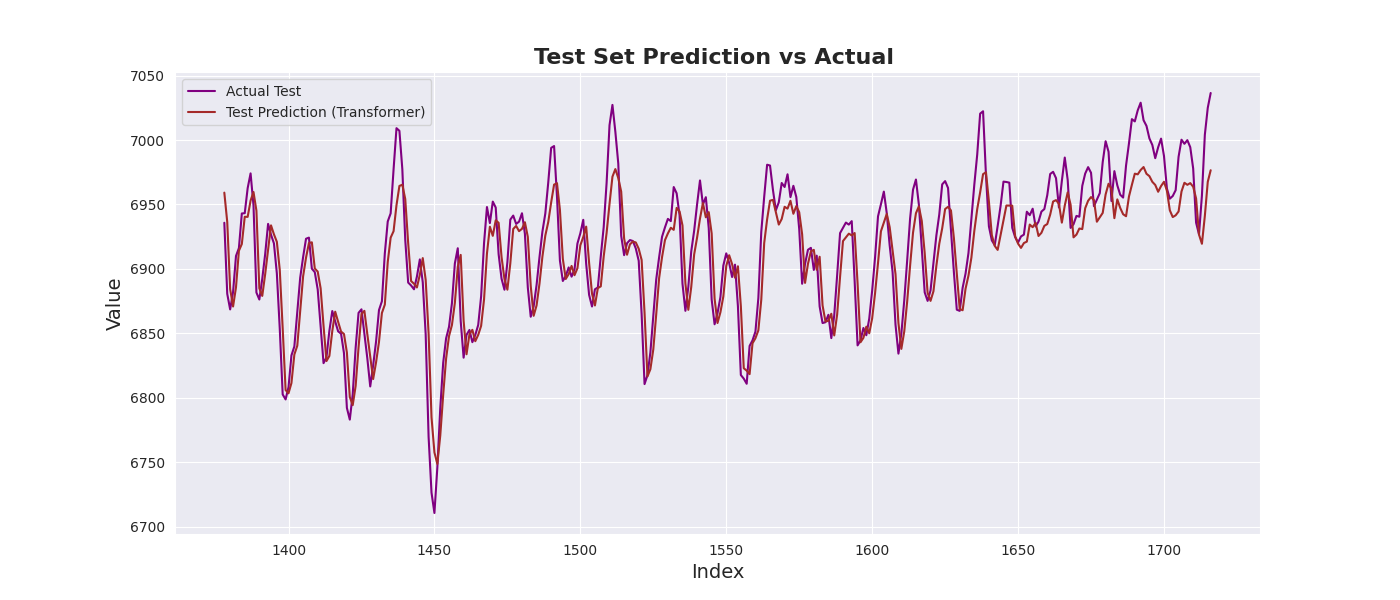 Test Set Prediction vs Actual
7050
7000
6950
6900
6850
6800
6750
6700
Value
Actual Test
Test Prediction (Transformer)
1400 1450 1500 1550 1600 1650 1700
Index